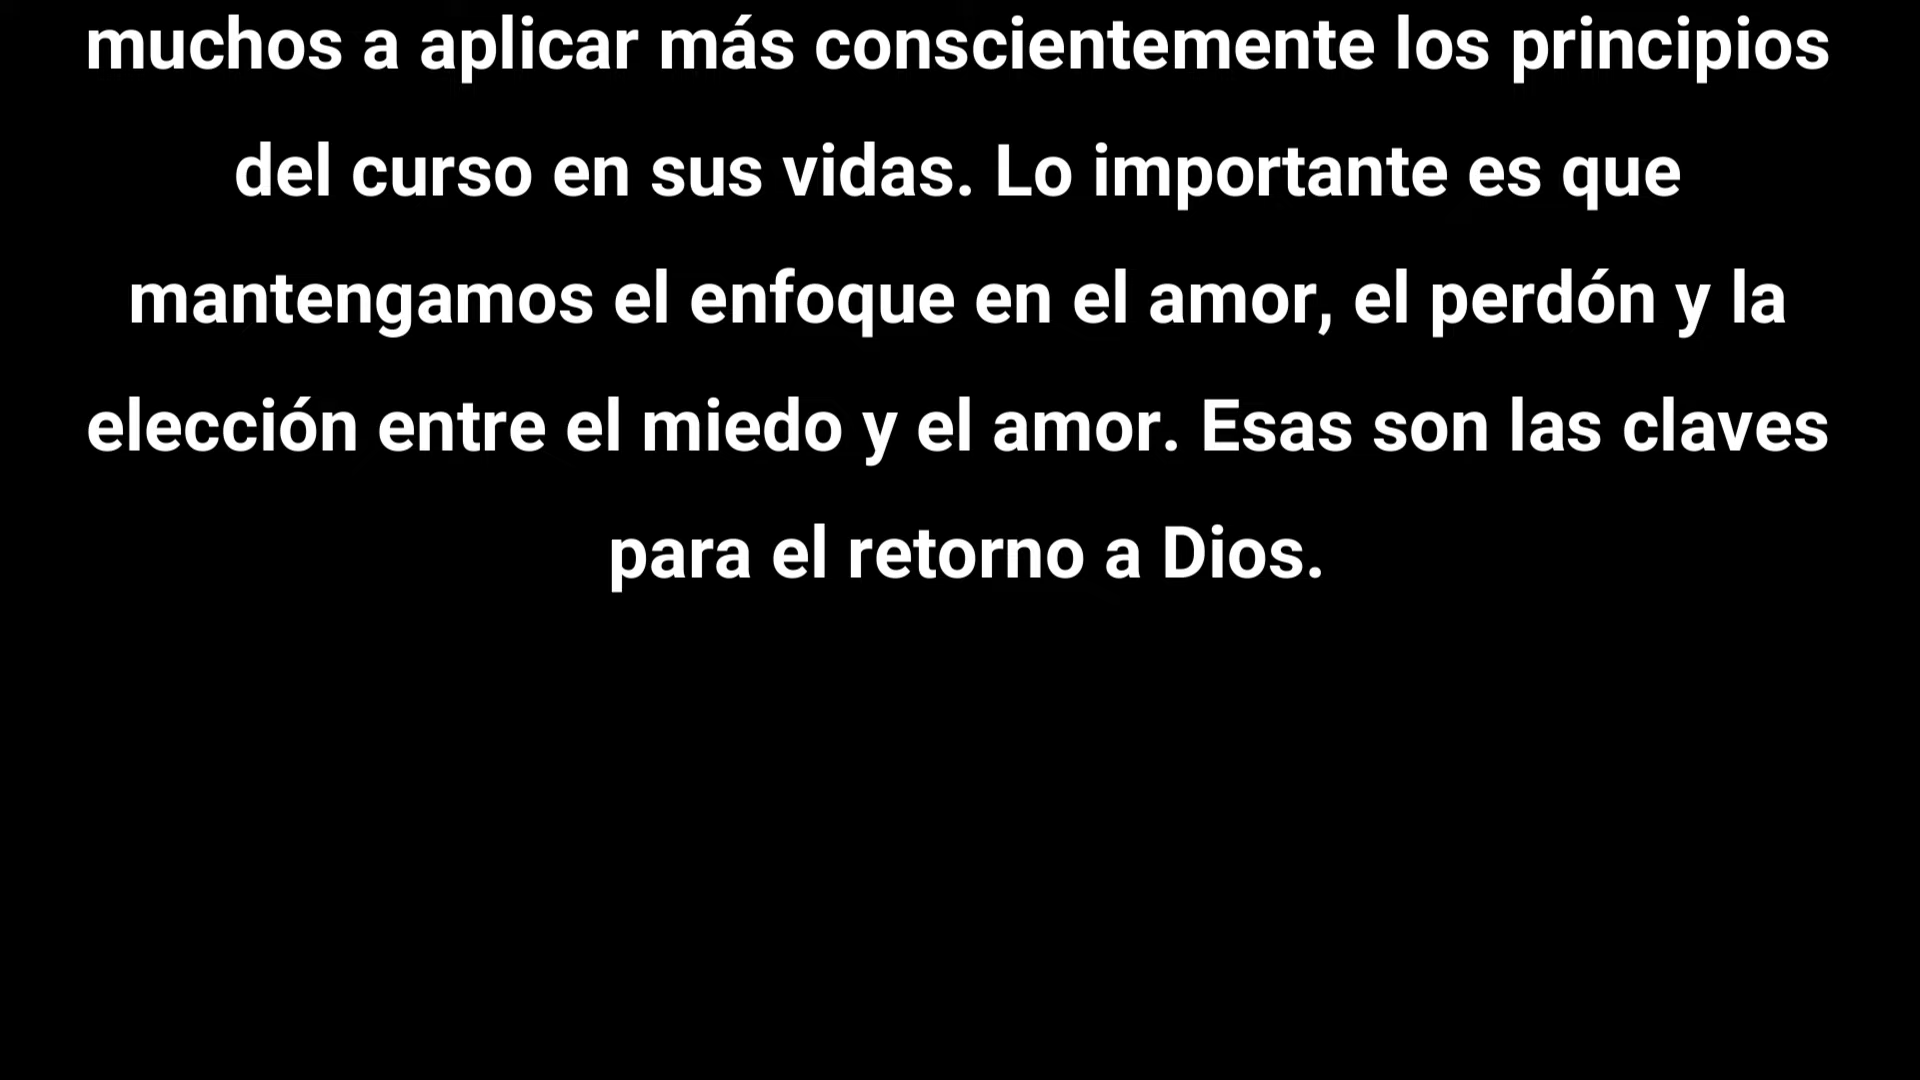 muchos a aplicar más conscientemente los principios
del curso en sus vidas. Lo importante es que
mantengamos el enfoque en el amor, el perdón y la
elección entre el miedo y el amor. Esas son las claves
para el retorno a Dios.